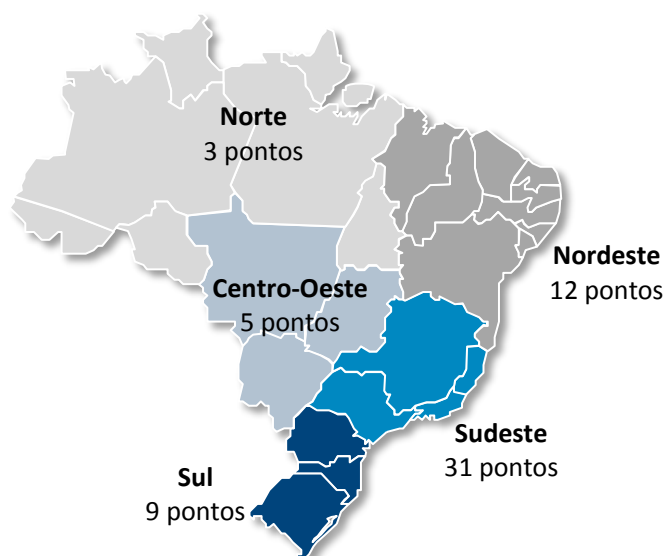 Norte
3 pontos
Nordeste
12 pontos
Centro-Oeste
5 pontos
Sudeste
31 pontos
Sul
9 pontos